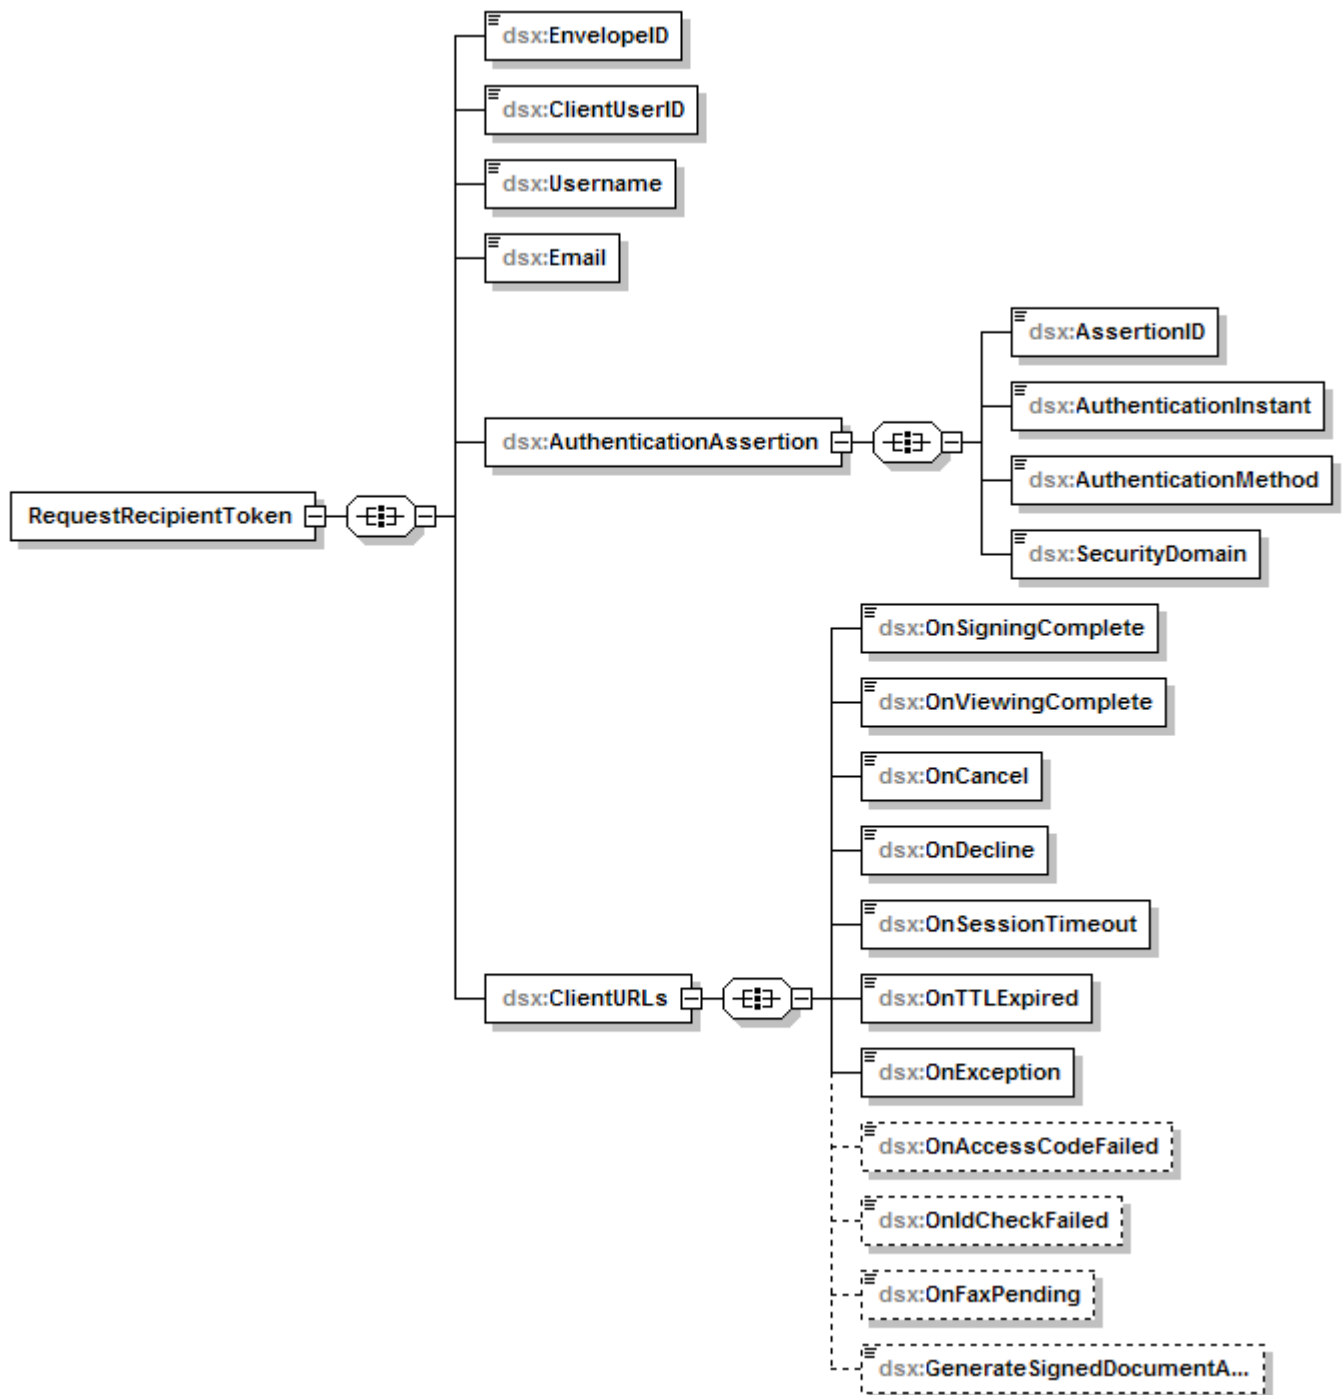 dsx:EnvelopeID
dsx:ClientUserID
dsx:Username
dsx:Email
dsx:AssertionID
dsx:AuthenticationInstant
dsx:AuthenticationAssertion
dsx:AuthenticationMethod
RequestRecipientToken
dsx:SecurityDomain
dsx:OnSigningComplete
dsx:OnViewingComplete
dsx:OnCancel
dsx:OnDecline
dsx:OnSessionTimeout
dsx:ClientURLs
dsx:OnTTLExpired
dsx:OnException
dsx:OnAccessCodeFailed
dsx:OnIdCheckFailed
dsx:OnFaxPending
dsx:GenerateSignedDocumentA...